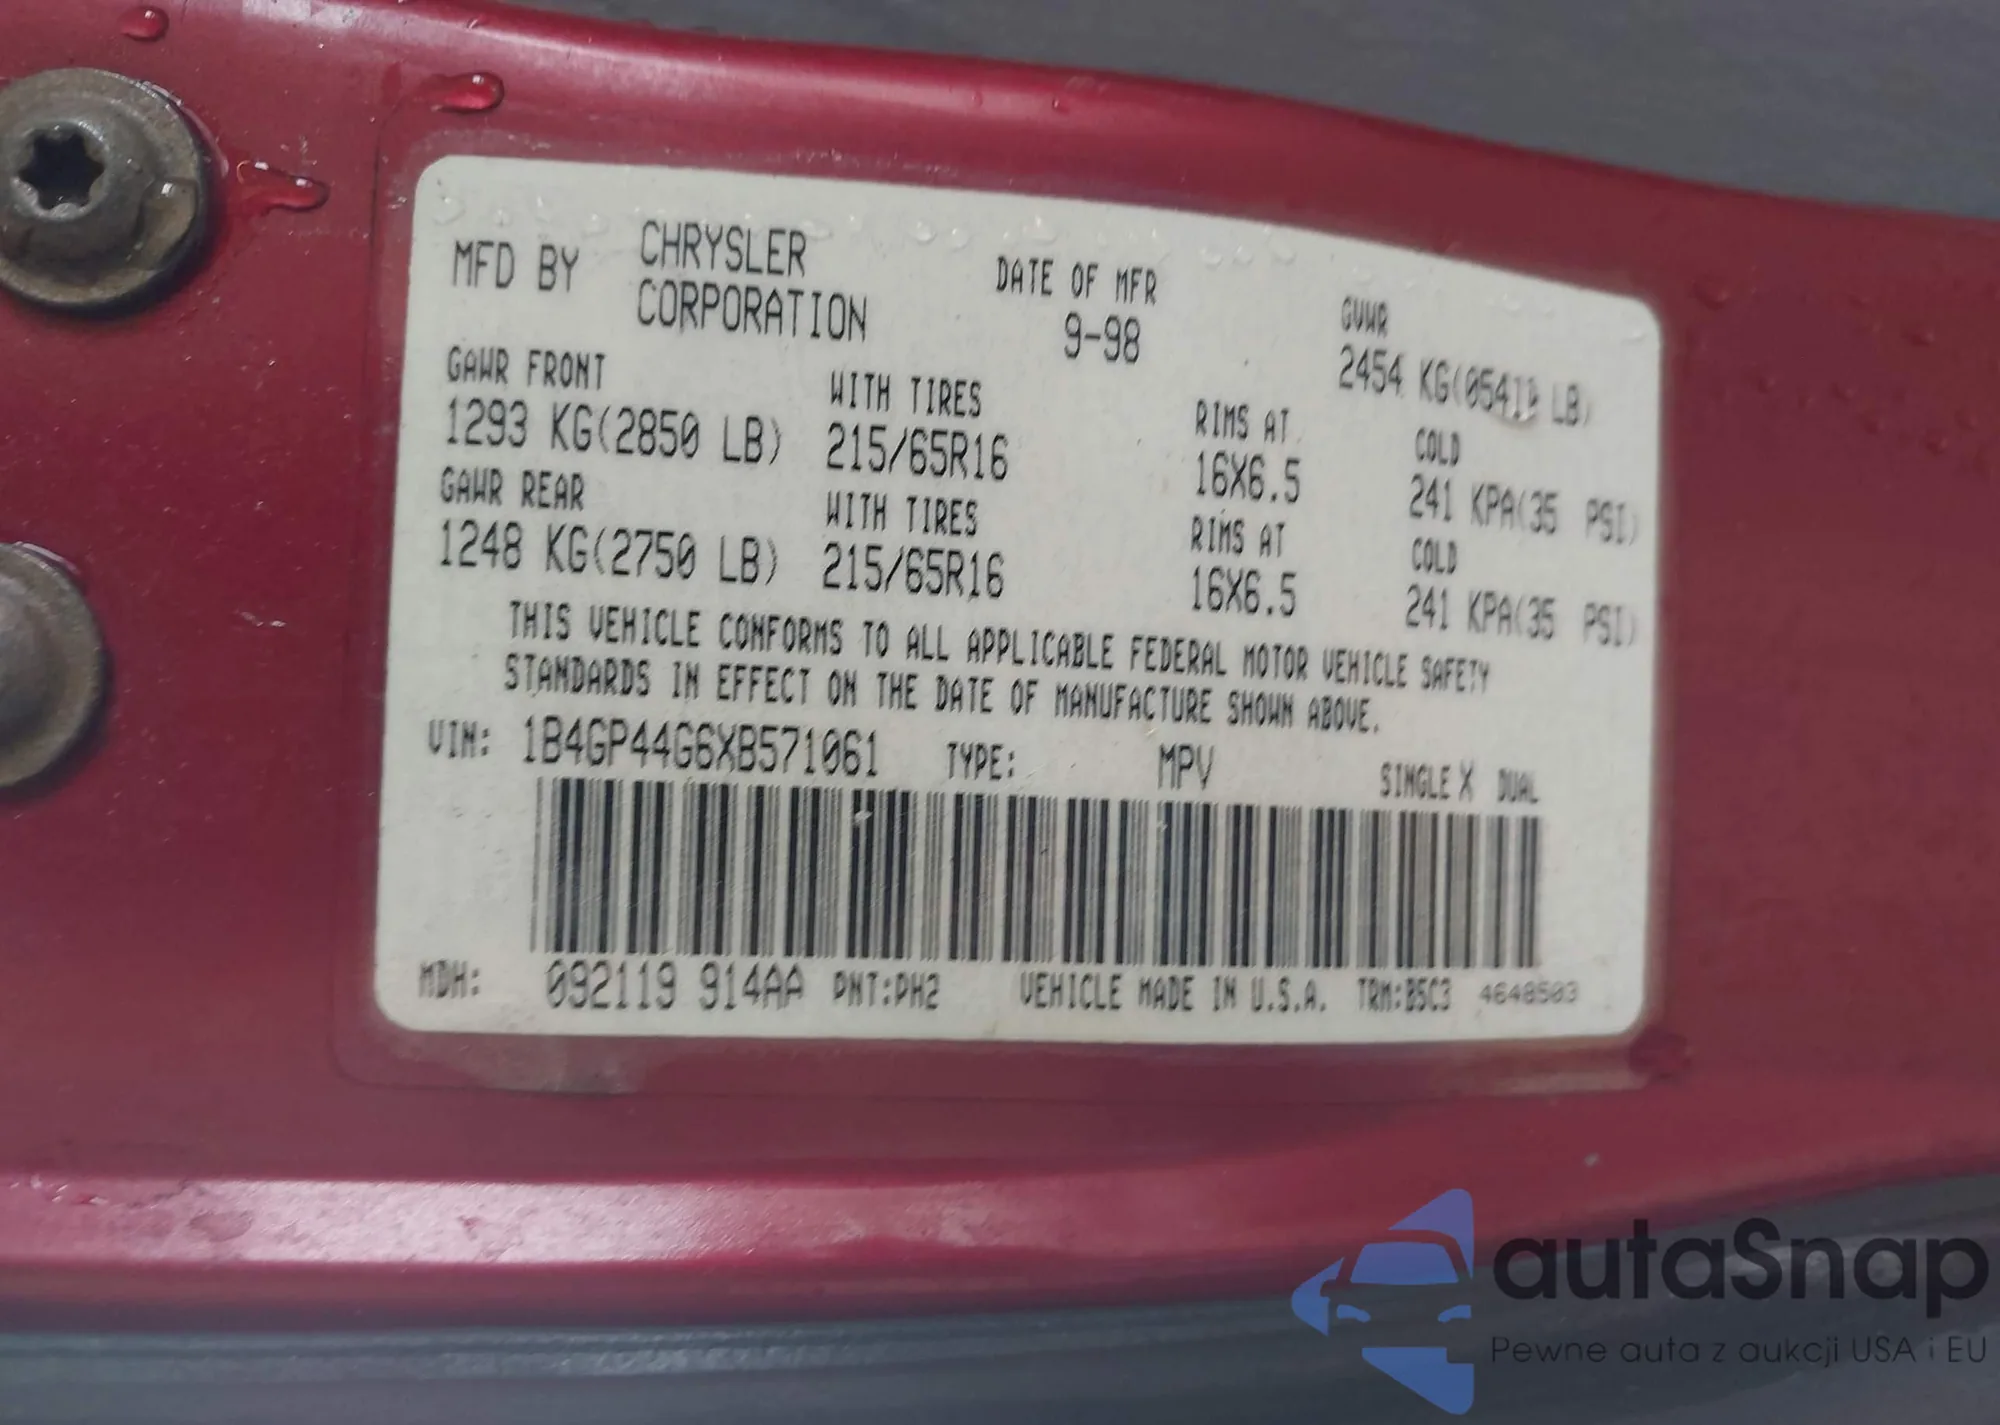 MFD BY CHRYSLER CORPORATION DATE OF MFR 9-98 GVWR
2454 KG( LB)
GAWR FRONT WITH TIRES RIMS AT COLD
1293 KG(2850 LB) 215/65R16 16X6.5 241 KPA(35 PSI)
GAWR REAR WITH TIRES RIMS AT COLD
1248 KG(2750 LB) 215/65R16 16X6.5 241 KPA(35 PSI)
THIS VEHICLE CONFORMS TO ALL APPLICABLE FEDERAL MOTOR VEHICLE SAFETY
STANDARDS IN EFFECT ON THE DATE OF MANUFACTURE SHOWN ABOVE.
VIN: 1B4GP44G6XB571061 TYPE: MPV SINGLE X DUAL
MDH: 092119 914AA PNT:PH2 VEHICLE MADE IN U.S.A. TRM:B5C3 4648503
autaSnap
Pewne auta z aukcji USA i EU